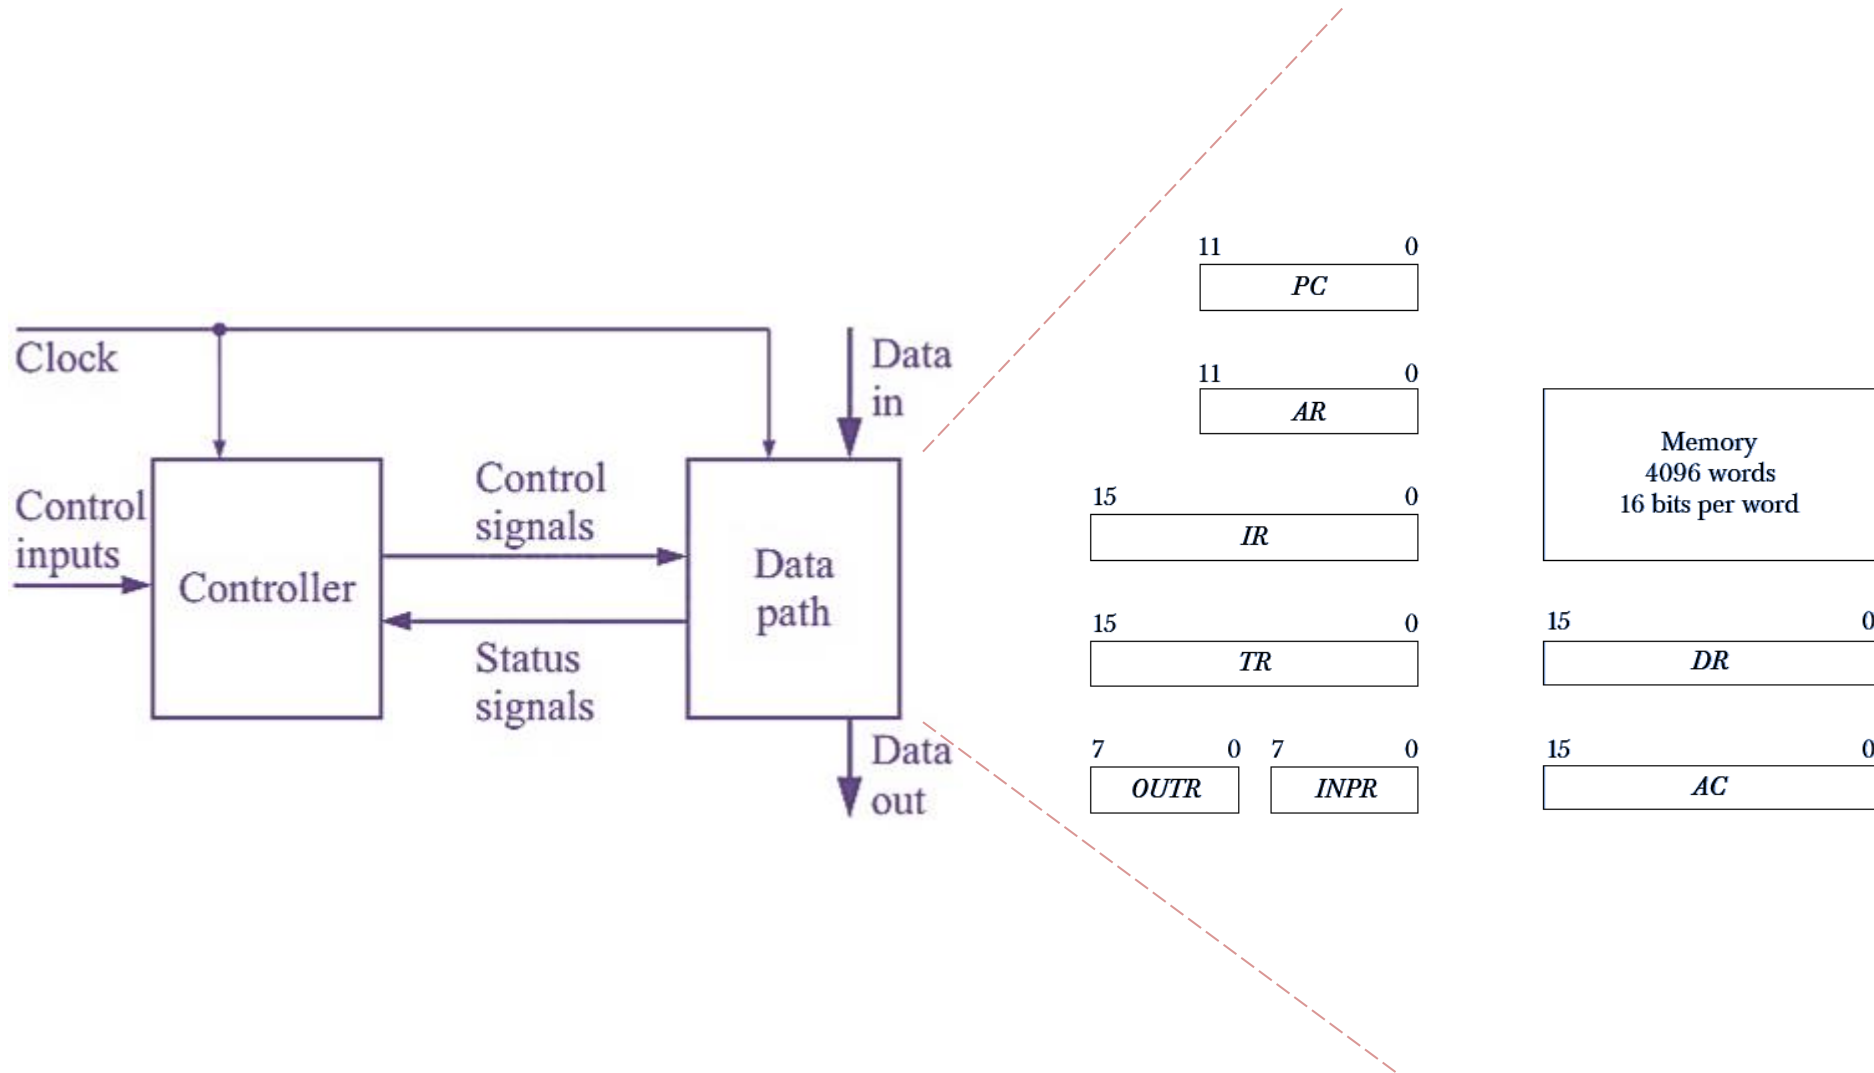 Clock
Data
in
Control
inputs
Controller
Control
signals
Status
signals
Data
path
Data
out
11 0
PC
11 0
AR
15 0
IR
15 0
TR
7 0 7 0
OUTR INPR
Memory
4096 words
16 bits per word
15 0
DR
15 0
AC